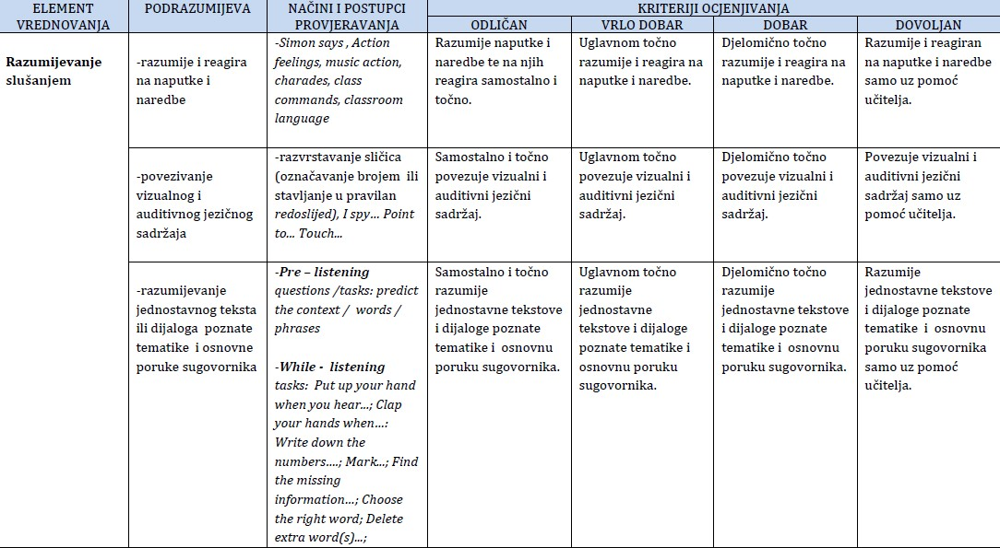 ELEMENT
VREDNOVANJA
PODRAZUMIJEVA
NAČINI I POSTUPCI
PROVJERAVANJA
KRITERIJI OCJENJIVANJA
ODLIČAN
VRLO DOBAR
DOBAR
DOVOLJAN
Razumijevanje
slušanjem
-razumije i reagira
na naputke i
naredbe
-Simon says , Action
feelings, music action,
charades, class
commands, classroom
language
Razumije naputke i
naredbe te na njih
reagira samostalno i
točno.
Uglavnom točno
razumije i reagira na
naputke i naredbe.
Djelomično točno
razumije i reagira na
naputke i naredbe.
Razumije i reagiran
na naputke i naredbe
samo uz pomoć
učitelja.
-povezivanje
vizualnog i
auditivnog jezičnog
sadržaja
-razvrstavanje sličica
(označavanje brojem  ili
stavljanje u pravilan
redoslijed), I spy... Point
to... Touch...
Samostalno i točno
povezuje vizualni i
auditivni jezični
sadržaj.
Uglavnom točno
povezuje vizualni i
auditivni jezični
sadržaj.
Djelomično točno
povezuje vizualni i
auditivni jezični
sadržaj.
Povezuje vizualni i
auditivni jezični
sadržaj samo uz
pomoć učitelja.
-razumijevanje
jednostavnog teksta
ili dijaloga  poznate
tematike  i osnovne
poruke sugovornika
-Pre – listening
questions /tasks: predict
the context /  words /
phrases
-While -  listening
tasks:  Put up your hand
when you hear...; Clap
your hands when...:
Write down the
numbers....; Mark...; Find
the missing
information...; Choose
the right word; Delete
extra word(s)...;
Samostalno i točno
razumije
jednostavne tekstove
i dijaloge poznate
tematike i  osnovnu
poruku sugovornika.
Uglavnom točno
razumije
jednostavne
tekstove i dijaloge
poznate tematike i
osnovnu poruku
sugovornika.
Djelomično točno
razumije
jednostavne tekstove
i dijaloge poznate
tematike i  osnovnu
poruku sugovornika.
Razumije
jednostavne tekstove
i dijaloge poznate
tematike  i  osnovnu
poruku sugovornika
samo uz pomoć
učitelja.